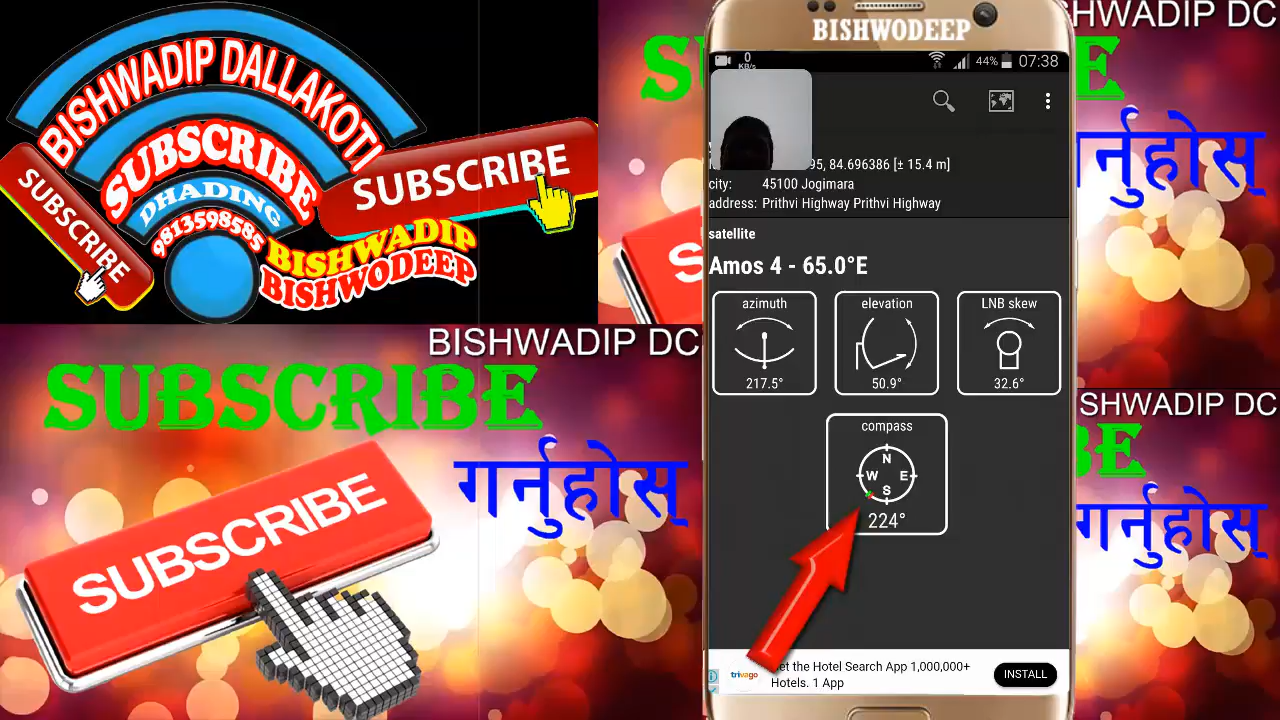 BISHWADIP DALLAKOTI
SUBSCRIBE
DHADING
9813598585
SUBSCRIBE
SUBSCRIBE
BISHWADIP
BISHWODEEP
BISHWADIP DC
SUBSCRIBE
गर्नुहोस्
SUBSCRIBE
BISHWODEEP
0
KB/s
44%
07:38
95, 84.696386 [± 15.4 m]
city: 45100 Jogimara
address: Prithvi Highway Prithvi Highway
satellite
Amos 4 - 65.0°E
azimuth
217.5°
elevation
50.9°
LNB skew
32.6°
compass
N
W E
S
224°
trivago
et the Hotel Search App 1,000,000+
Hotels. 1 App
INSTALL
HWADIP DC
E
र्नुहोस्
SHWADIP DC
BE
गर्नुहोस्
S
S